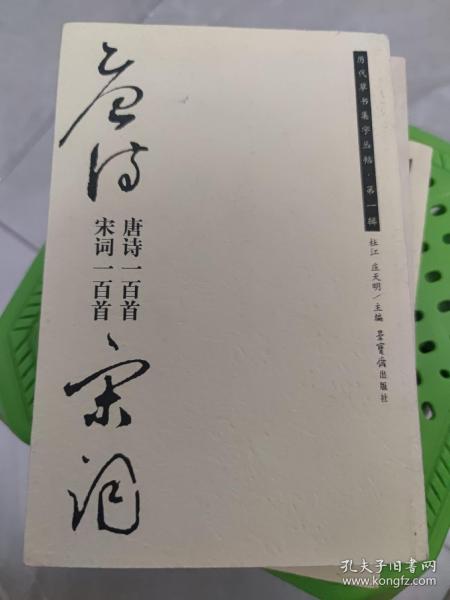 历代草书集字丛帖·第一辑
杜江 庄天明/主编 荣宝斋出版社
唐诗
唐诗一百首
宋词一百首
宋词
孔夫子旧书网
www.kongfz.com